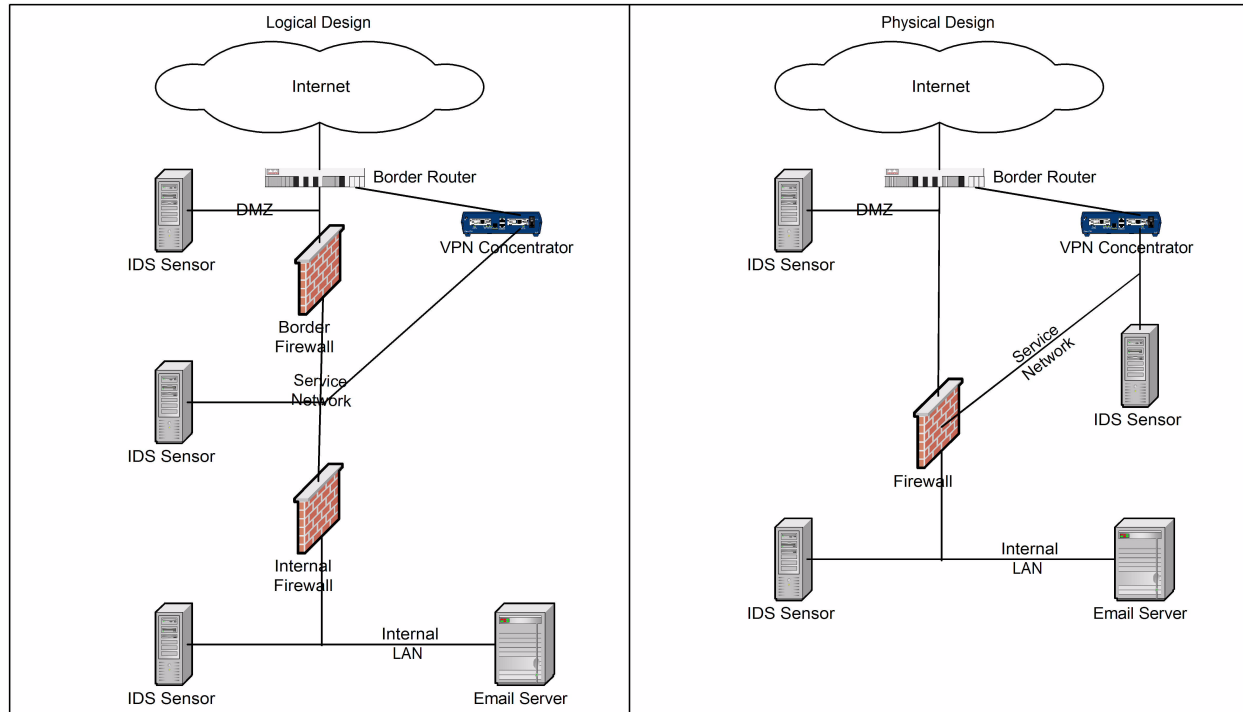 Logical Design
Internet
Border Router
DMZ
IDS Sensor
VPN Concentrator
Border
Firewall
Service
Network
IDS Sensor
Internal
Firewall
Internal
LAN
IDS Sensor
Email Server
Physical Design
Internet
Border Router
DMZ
IDS Sensor
VPN Concentrator
Service
Network
IDS Sensor
Firewall
Internal
LAN
IDS Sensor
Email Server